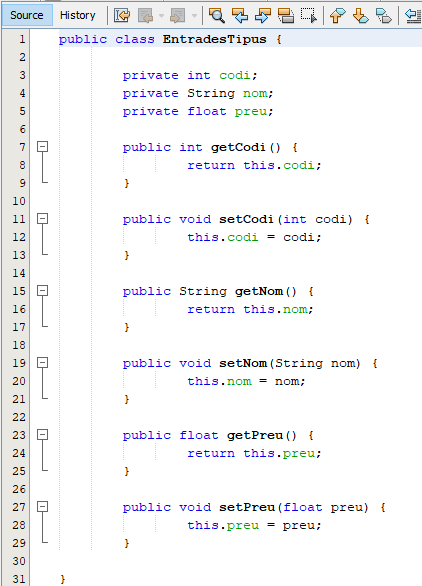 Source History
1 public class EntradesTipus {
2
3 private int codi;
4 private String nom;
5 private float preu;
6
7 public int getCodi() {
8 return this.codi;
9 }
10
11 public void setCodi(int codi) {
12 this.codi = codi;
13 }
14
15 public String getNom() {
16 return this.nom;
17 }
18
19 public void setNom(String nom) {
20 this.nom = nom;
21 }
22
23 public float getPreu() {
24 return this.preu;
25 }
26
27 public void setPreu(float preu) {
28 this.preu = preu;
29 }
30
31 }